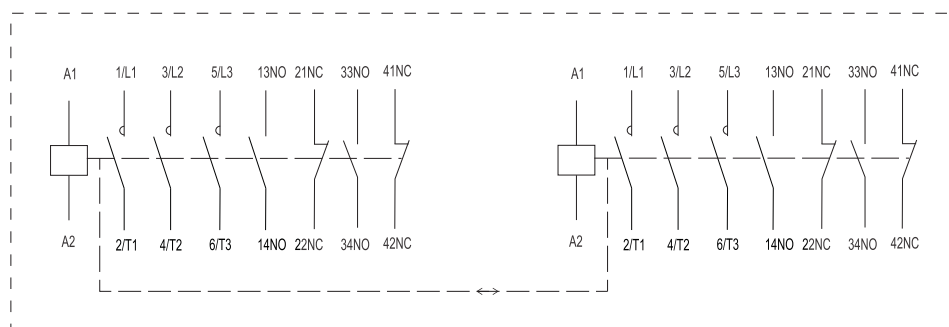 A1 1/L1 3/L2 5/L3 13NO 21NC 33NO 41NC
A2 2/T1 4/T2 6/T3 14NO 22NC 34NO 42NC
A1 1/L1 3/L2 5/L3 13NO 21NC 33NO 41NC
A2 2/T1 4/T2 6/T3 14NO 22NC 34NO 42NC